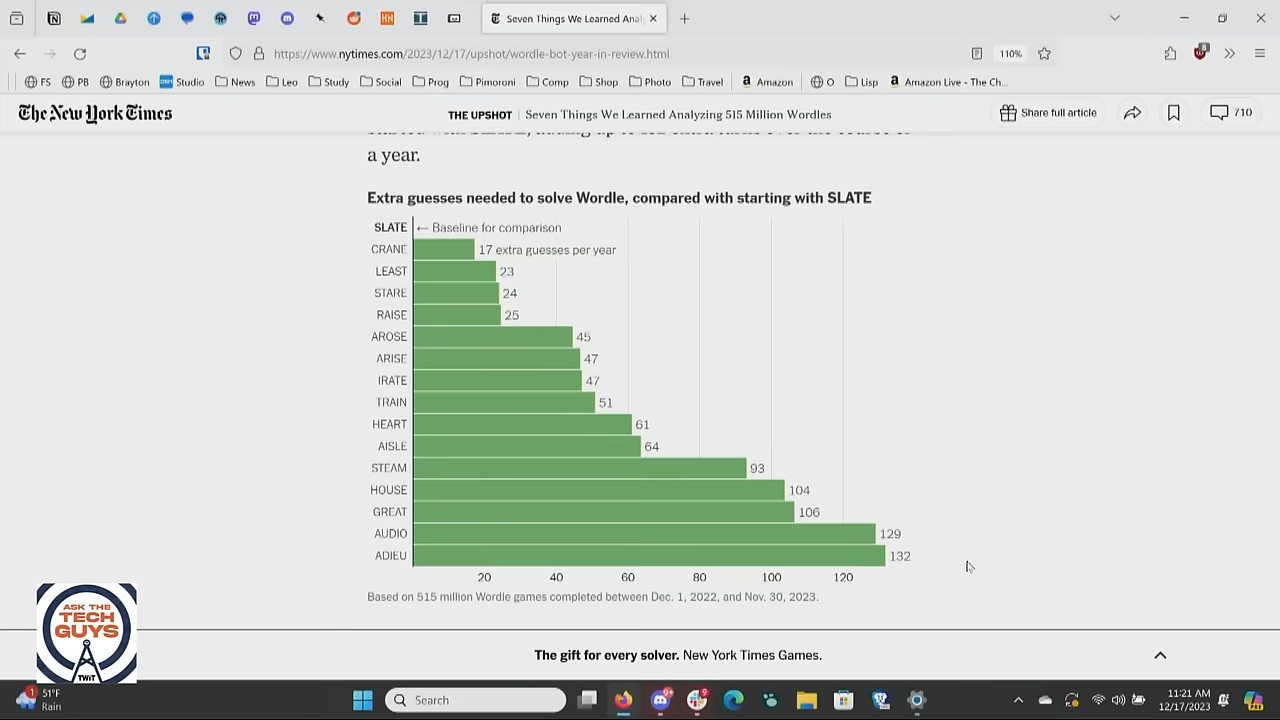 Seven Things We Learned Anal
https://www.nytimes.com/2023/12/17/upshot/wordle-bot-year-in-review.html
110%
FS PB Brayton Studio News Leo Study Social Prog Pimoroni Comp Shop Photo Travel Amazon O Lisp Amazon Live - The Ch...
The New York Times
THE UPSHOT | Seven Things We Learned Analyzing 515 Million Wordles
Share full article
710
a year.
Extra guesses needed to solve Wordle, compared with starting with SLATE
SLATE ← Baseline for comparison
CRANE 17 extra guesses per year
LEAST 23
STARE 24
RAISE 25
AROSE 45
ARISE 47
IRATE 47
TRAIN 51
HEART 61
AISLE 64
STEAM 93
HOUSE 104
GREAT 106
AUDIO 129
ADIEU 132
20 40 60 80 100 120
Based on 515 million Wordle games completed between Dec. 1, 2022, and Nov. 30, 2023.
ASK THE
TECH
GUYS
TWiT
The gift for every solver. New York Times Games.
1
51°F
Rain
Search
11:21 AM
12/17/2023